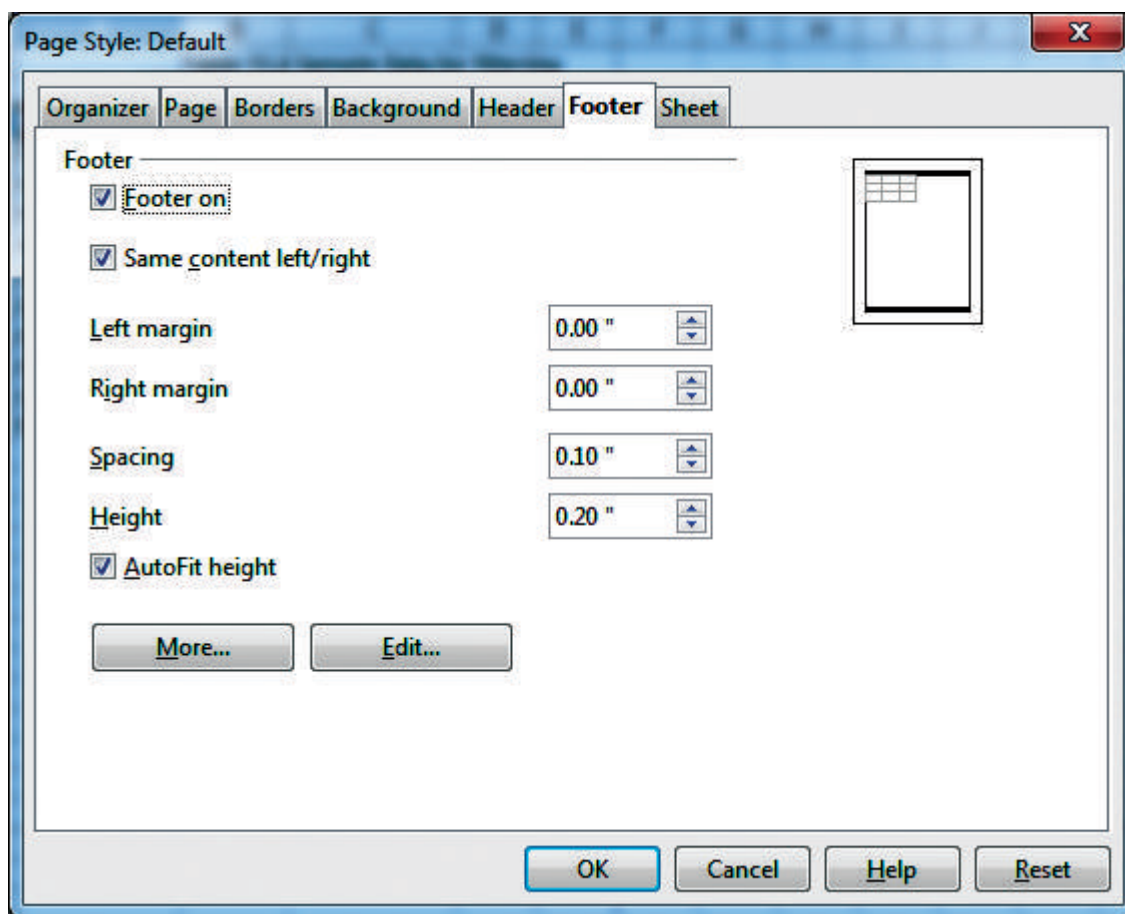 Page Style: Default
Organizer Page Borders Background Header Footer Sheet
Footer
Footer on
Same content left/right
Left margin 0.00 "
Right margin 0.00 "
Spacing 0.10 "
Height 0.20 "
AutoFit height
More... Edit...
OK Cancel Help Reset